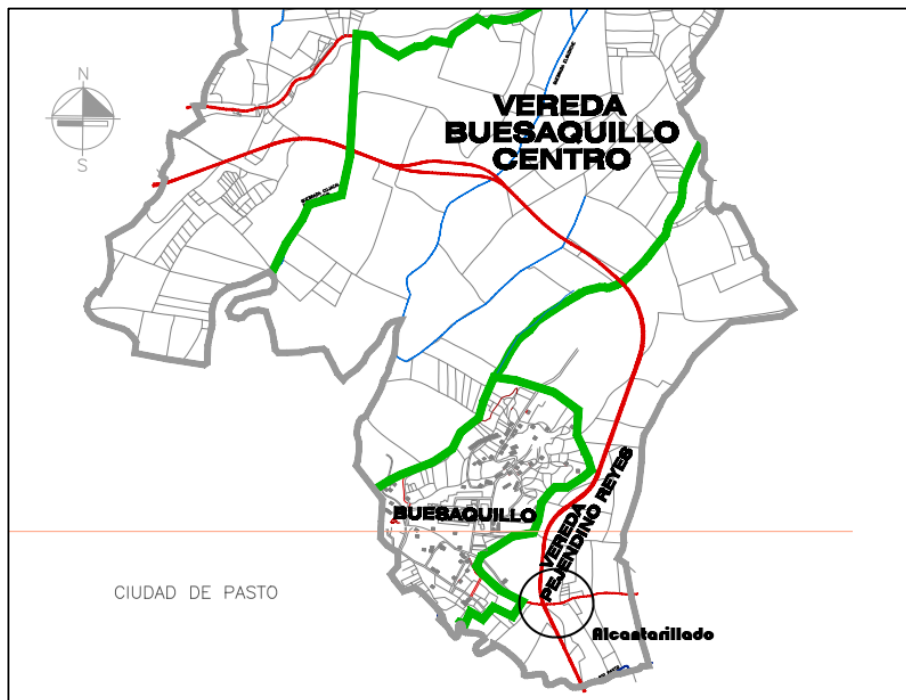 N
S
VEREDA
BUESAQUILLO
CENTRO
BUESAQUILLO
VEREDA
PEJENDINO REYES
CIUDAD DE PASTO
Alcantarillado